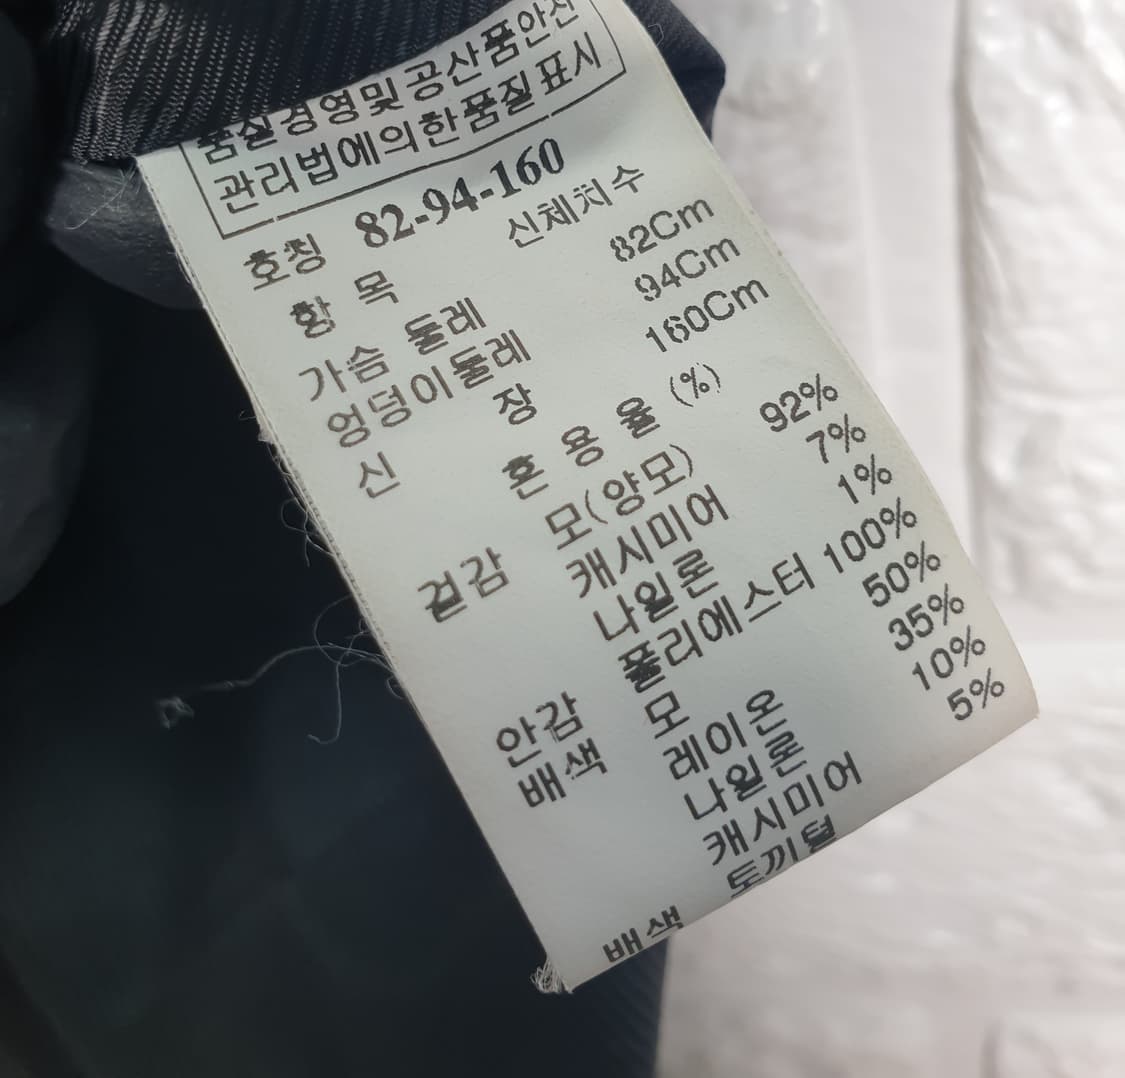 품질경영및공산품안전
관리법에의한품질표시
호칭 82-94-160
항 목 신체치수
가슴 둘레 82Cm
엉덩이둘레 94Cm
신 장 160Cm
혼 용 율 (%)
겉감 모(양모) 92%
캐시미어 7%
나일론 1%
안감 폴리에스터 100%
배색 모 50%
레이온 35%
나일론 10%
캐시미어 5%
배색 토끼털